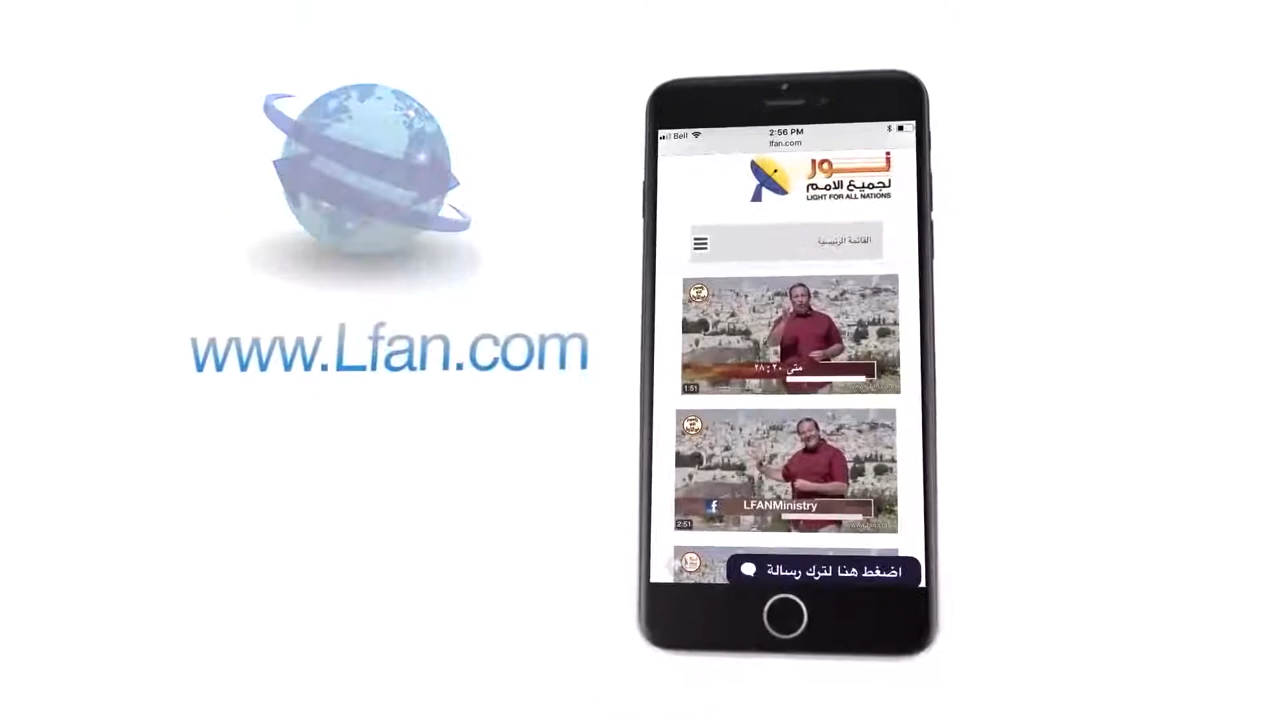 www.Lfan.com
Bell
2:56 PM
lfan.com
نور
لجميع الامم
LIGHT FOR ALL NATIONS
القائمة الرئيسية
متى ٢٠ : ٢٨
1:51
LFANMinistry
2:51
اضغط هنا لترك رسالة